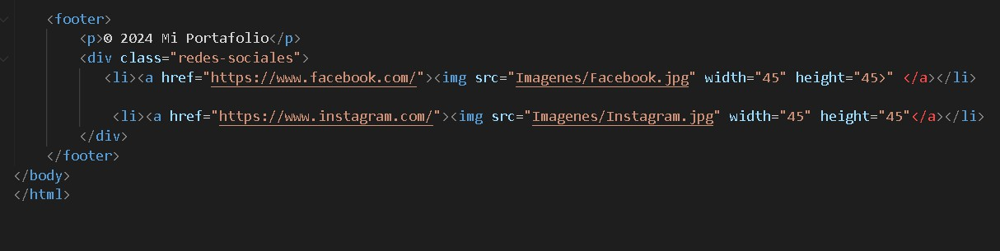 <footer>
<p>© 2024 Mi Portafolio</p>
<div class="redes-sociales">
<li><a href="https://www.facebook.com/"><img src="Imagenes/Facebook.jpg" width="45" height="45>" </a></li>
<li><a href="https://www.instagram.com/"><img src="Imagenes/Instagram.jpg" width="45" height="45"</a></li>
</div>
</footer>
</body>
</html>